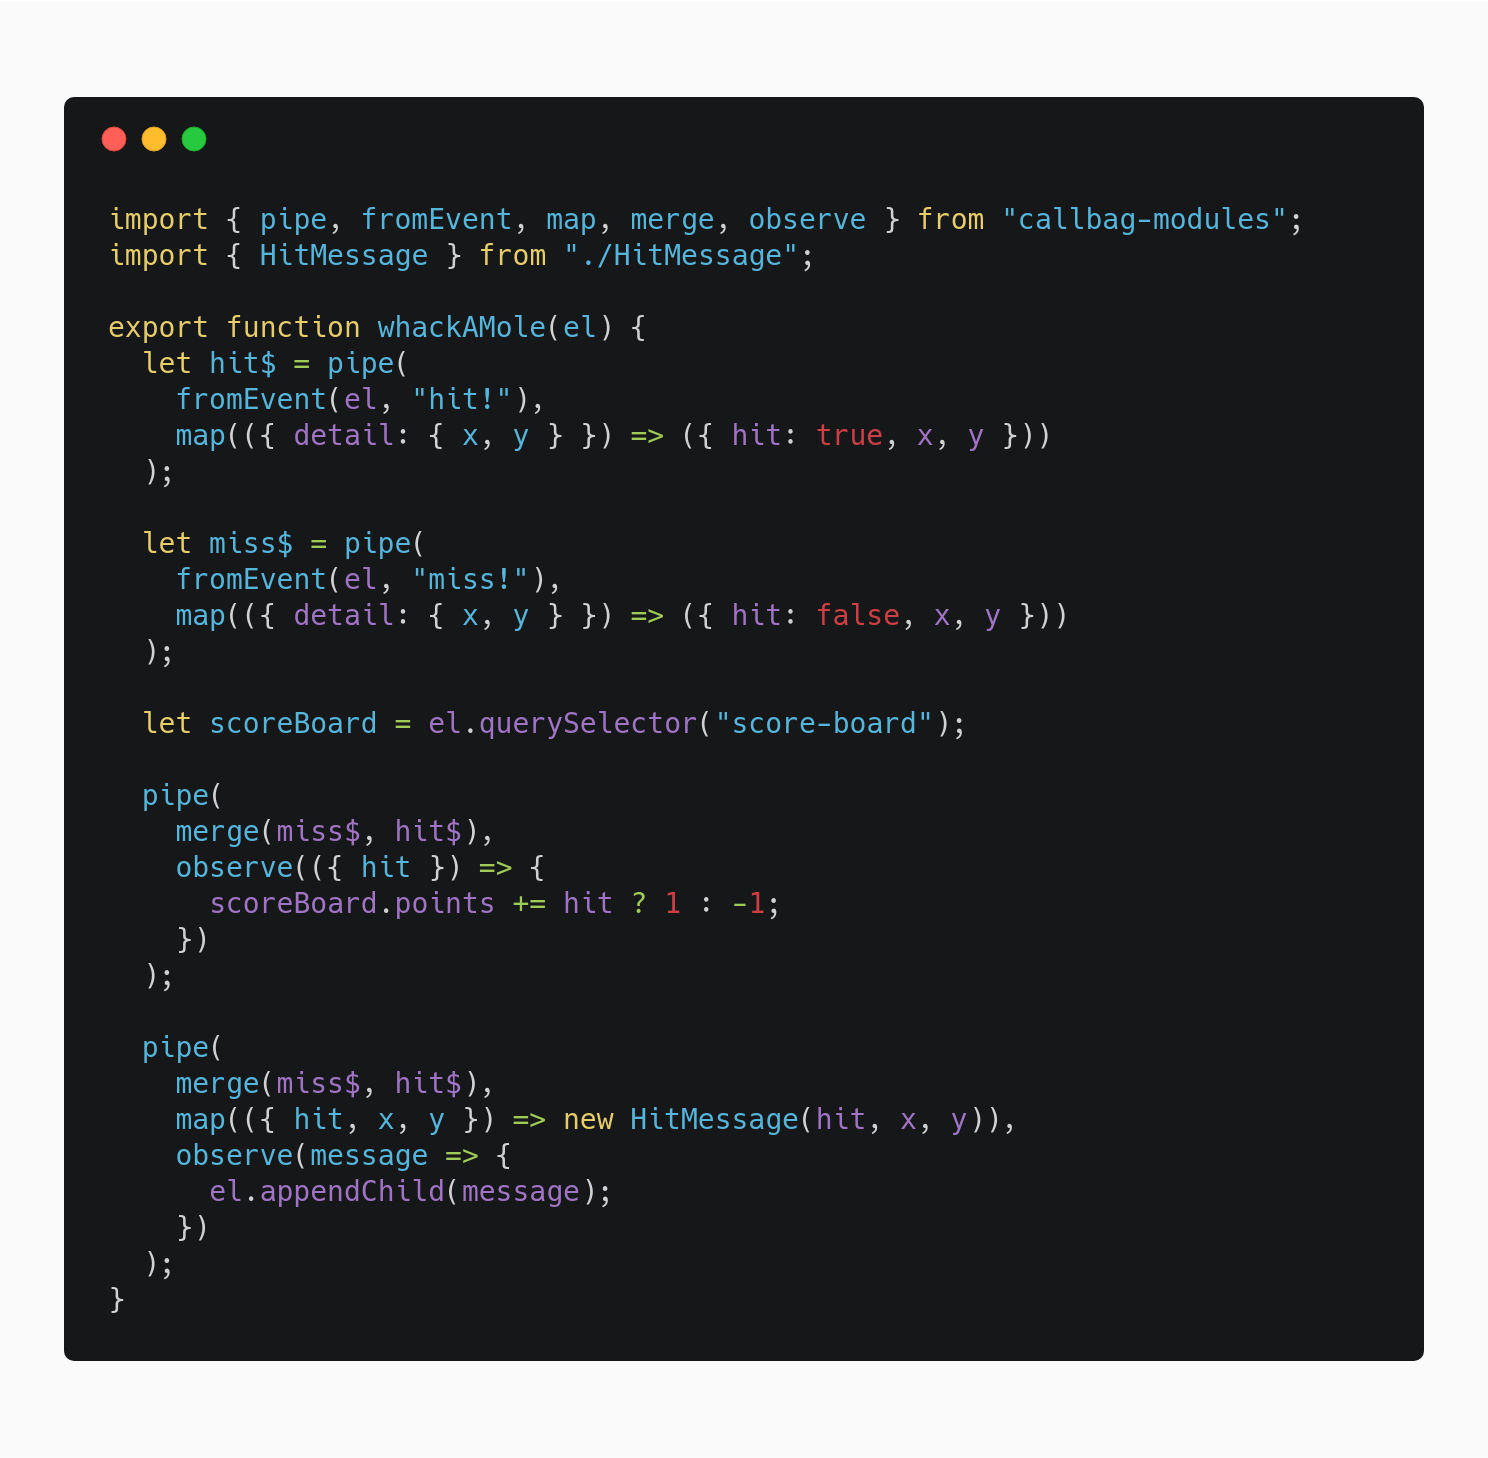 import { pipe, fromEvent, map, merge, observe } from "callbag-modules";
import { HitMessage } from "./HitMessage";

export function whackAMole(el) {
  let hit$ = pipe(
    fromEvent(el, "hit!"),
    map(({ detail: { x, y } }) => ({ hit: true, x, y }))
  );

  let miss$ = pipe(
    fromEvent(el, "miss!"),
    map(({ detail: { x, y } }) => ({ hit: false, x, y }))
  );

  let scoreBoard = el.querySelector("score-board");

  pipe(
    merge(miss$, hit$),
    observe(({ hit }) => {
      scoreBoard.points += hit ? 1 : -1;
    })
  );

  pipe(
    merge(miss$, hit$),
    map(({ hit, x, y }) => new HitMessage(hit, x, y)),
    observe(message => {
      el.appendChild(message);
    })
  );
}